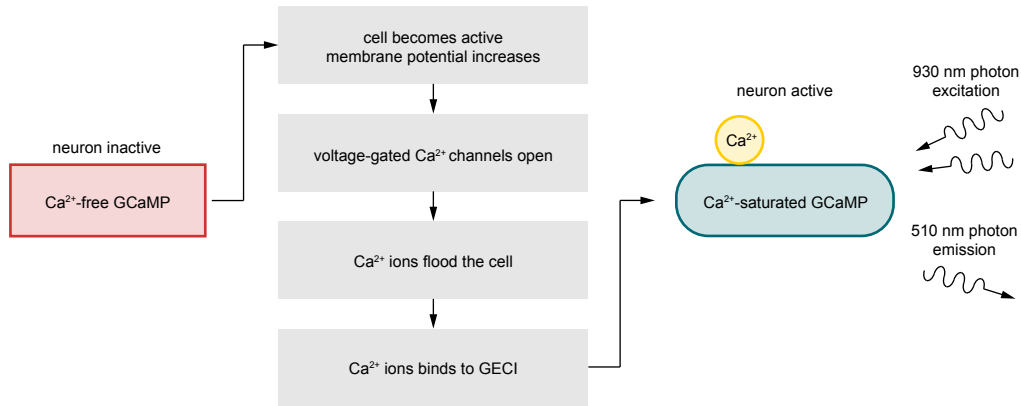 neuron inactive
Ca²⁺-free GCaMP
cell becomes active
membrane potential increases
voltage-gated Ca²⁺ channels open
Ca²⁺ ions flood the cell
Ca²⁺ ions binds to GECI
neuron active
Ca²⁺
Ca²⁺-saturated GCaMP
930 nm photon
excitation
510 nm photon
emission